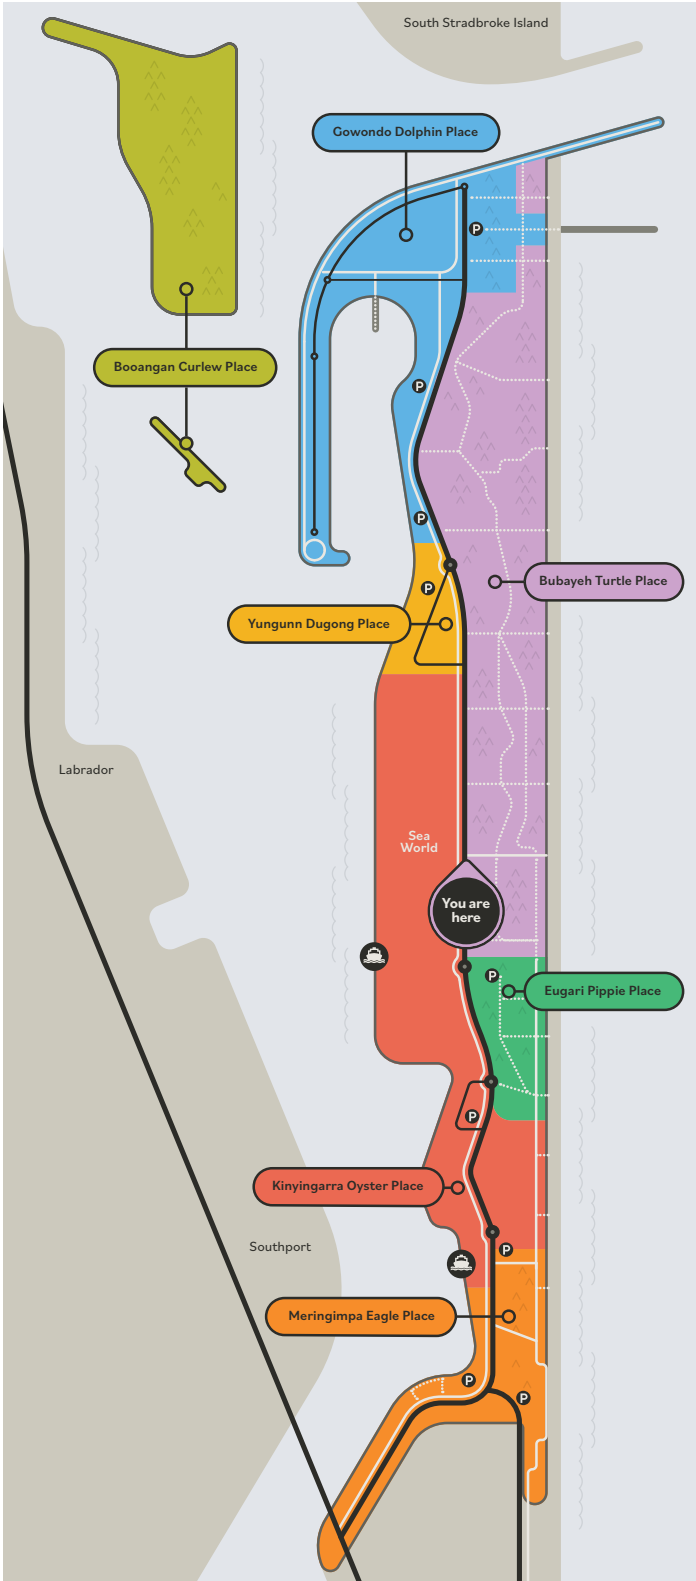 South Stradbroke Island
Gowondo Dolphin Place
P
Booangan Curlew Place
P
P
Bubayeh Turtle Place
P
Yungunn Dugong Place
Labrador
Sea
World
You are
here
P
Eugari Pippie Place
P
Kinyingarra Oyster Place
Southport
P
Meringimpa Eagle Place
P
P